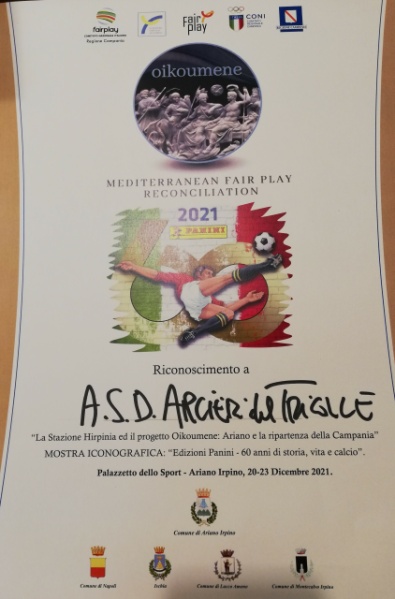 fairplay
Regione Campania
Fair
play
CONI
oikoumene
MEDITERRANEAN FAIR PLAY
RECONCILIATION
2021
PANINI
Riconoscimento a
A.S.D. ARCIERI del TRICOLLE
“La Stazione Hirpinia ed il progetto Oikoumene: Ariano e la ripartenza della Campania”
MOSTRA ICONOGRAFICA: “Edizioni Panini - 60 anni di storia, vita e calcio”.
Palazzetto dello Sport - Ariano Irpino, 20-23 Dicembre 2021.
Comune di Ariano Irpino
Comune di Napoli
Ischia
Comune di Lacco Ameno
Comune di Montecalvo Irpino